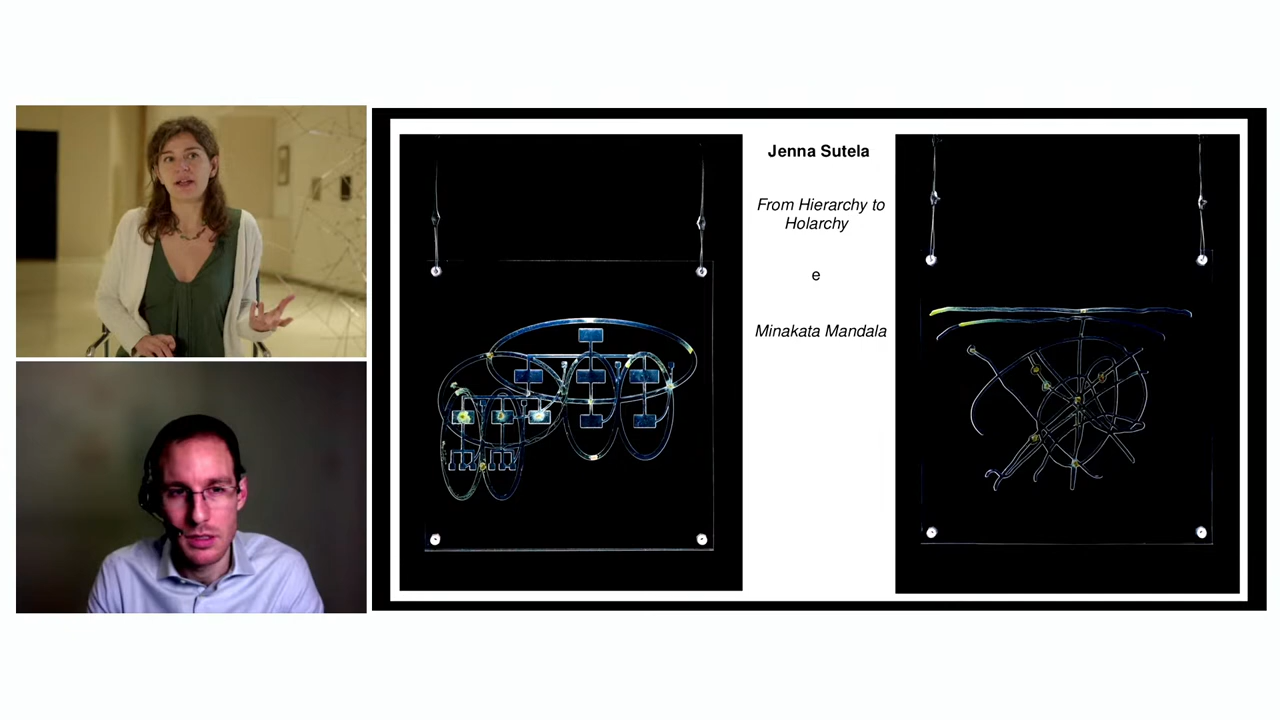 Jenna Sutela
From Hierarchy to
Holarchy
e
Minakata Mandala